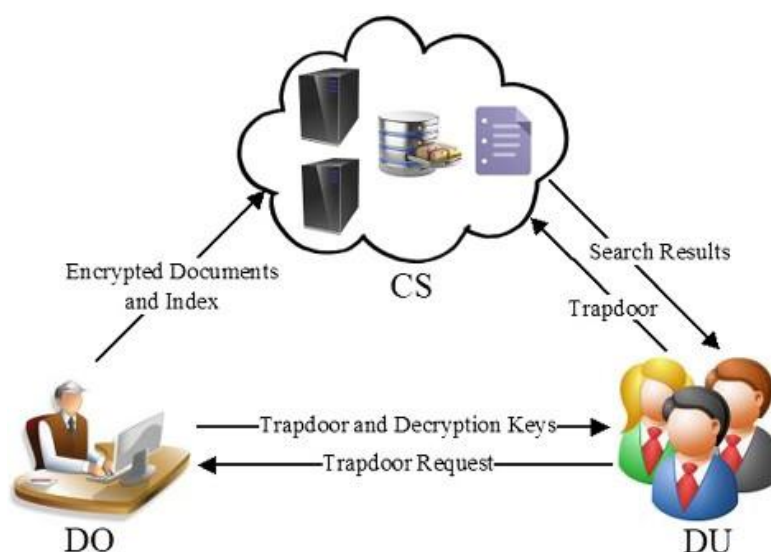 Encrypted Documents
and Index
CS
Search Results
Trapdoor
Trapdoor and Decryption Keys
Trapdoor Request
DO
DU